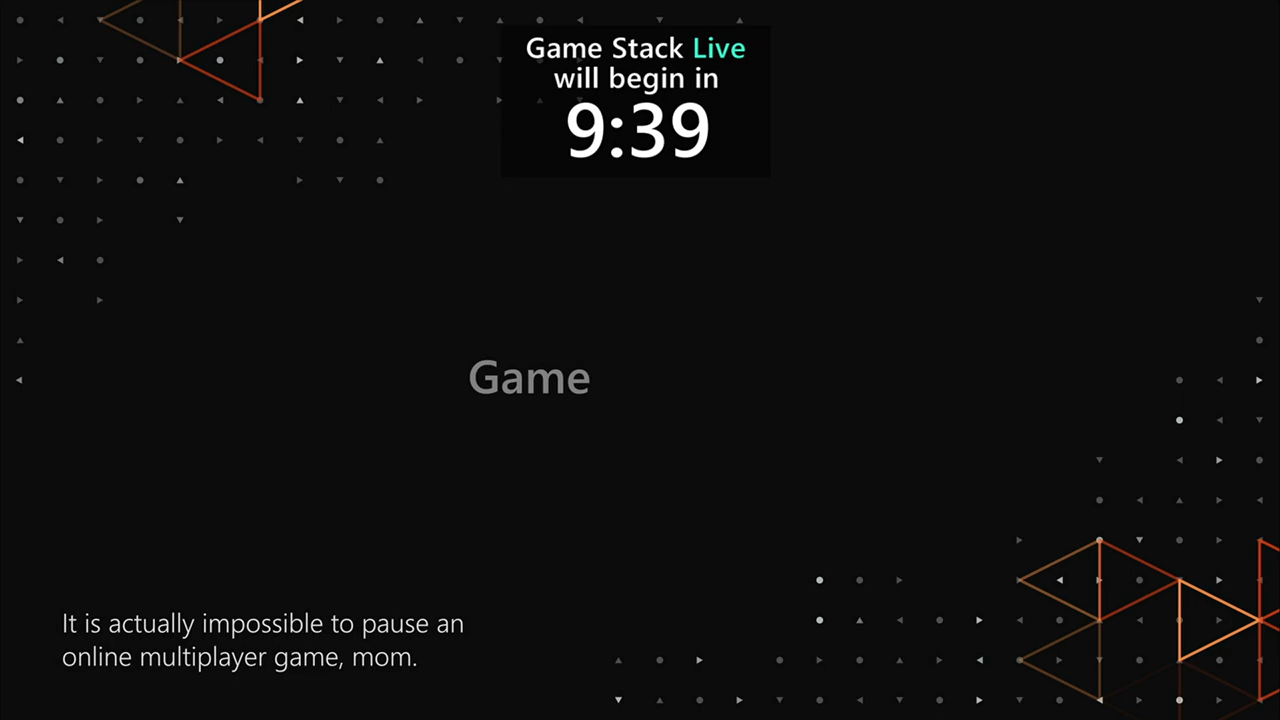 Game Stack Live
will begin in
9:39
Game
It is actually impossible to pause an
online multiplayer game, mom.